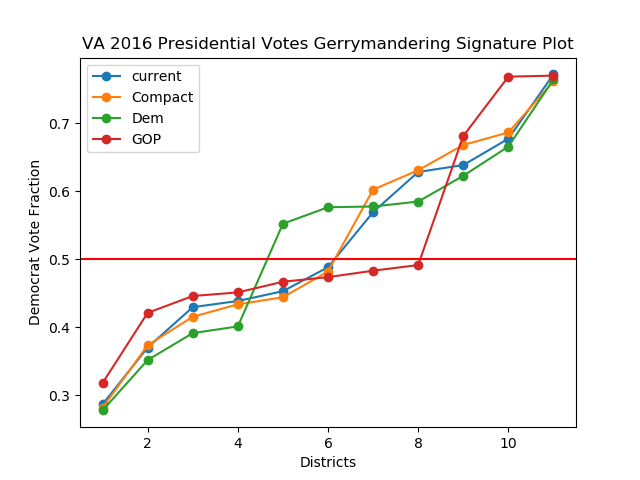 VA 2016 Presidential Votes Gerrymandering Signature Plot
current
Compact
Dem
GOP
Democrat Vote Fraction
0.7
0.6
0.5
0.4
0.3
2 4 6 8 10
Districts